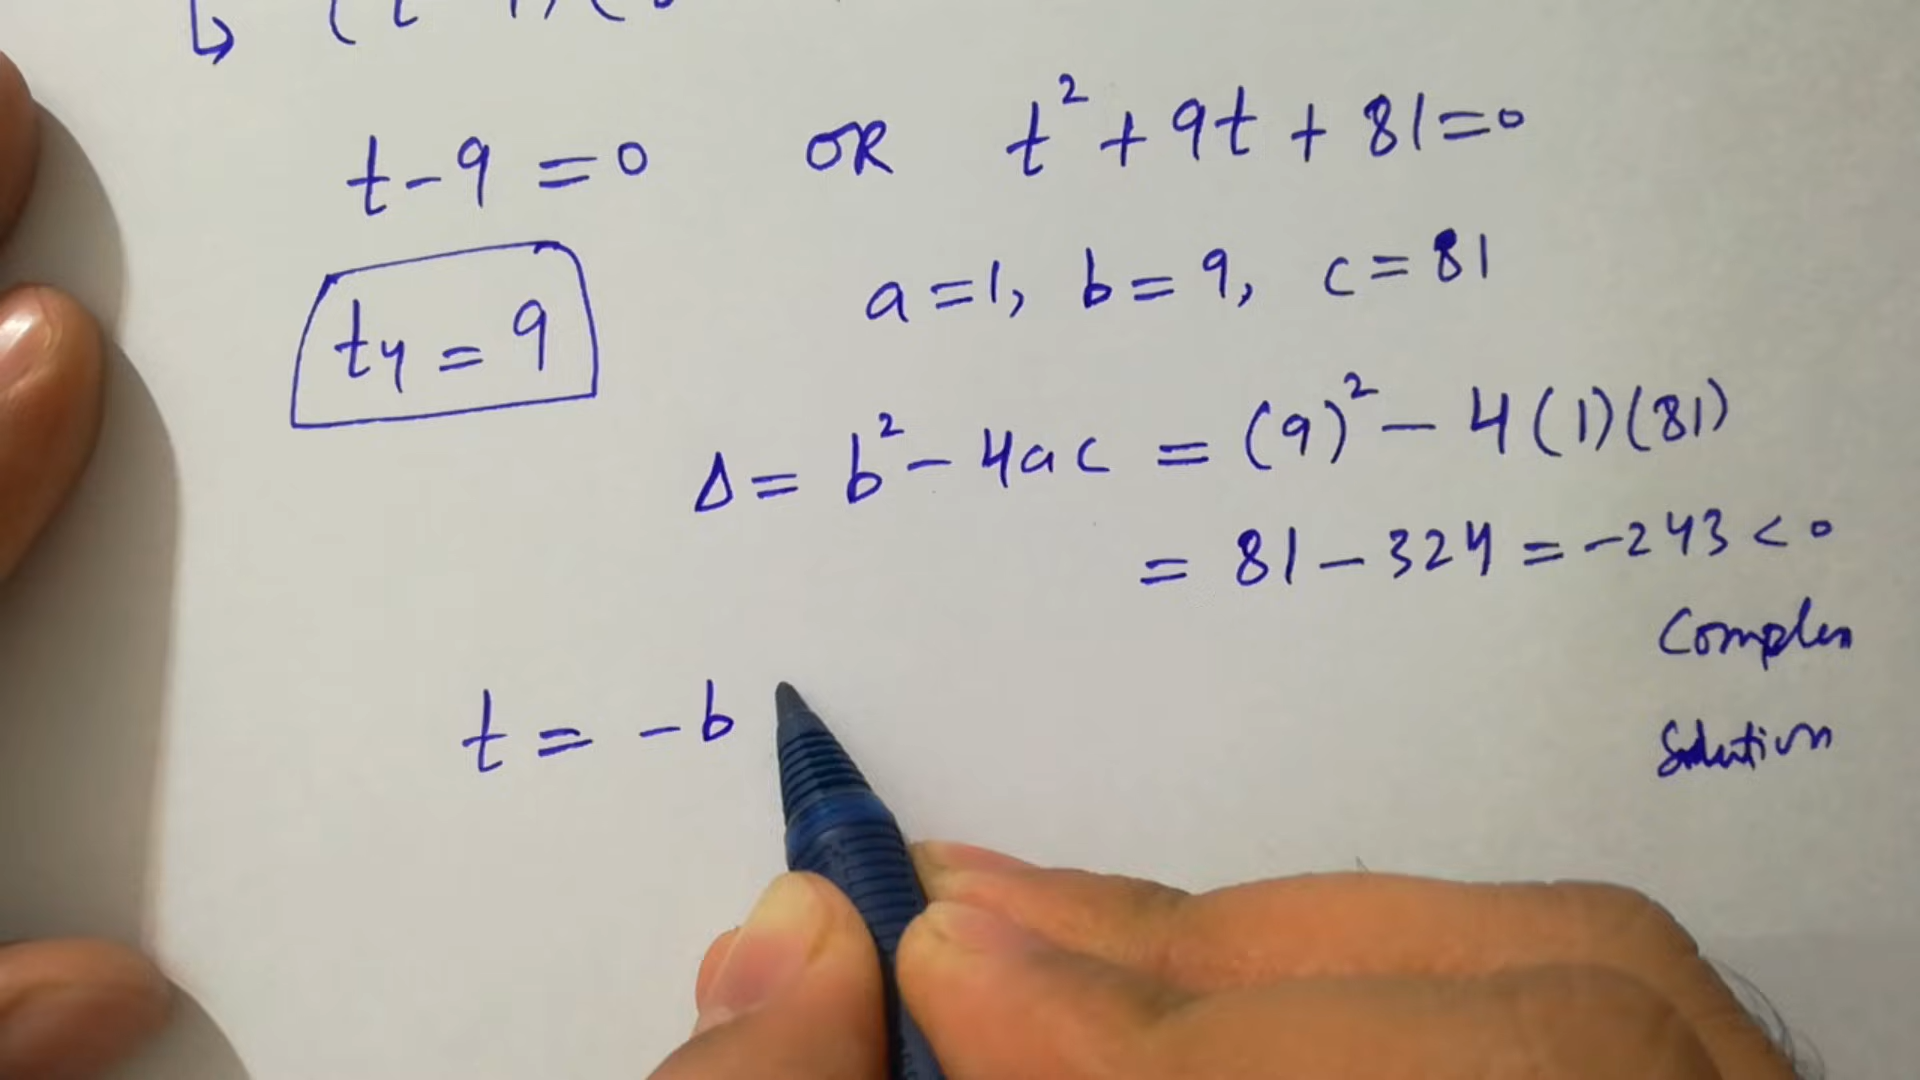 t - 9 = 0 OR t² + 9t + 81 = 0
t4 = 9
a = 1, b = 9, c = 81
Δ = b² - 4ac = (9)² - 4(1)(81)
= 81 - 324 = -243 < 0
Complex
Solution
t = -b